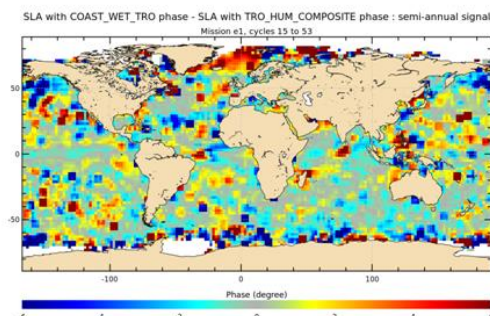 SLA with COAST_WET_TRO phase - SLA with TRO_HUM_COMPOSITE phase : semi-annual signal
Mission e1, cycles 15 to 53
50
0
-50
-100
0
100
Phase (degree)